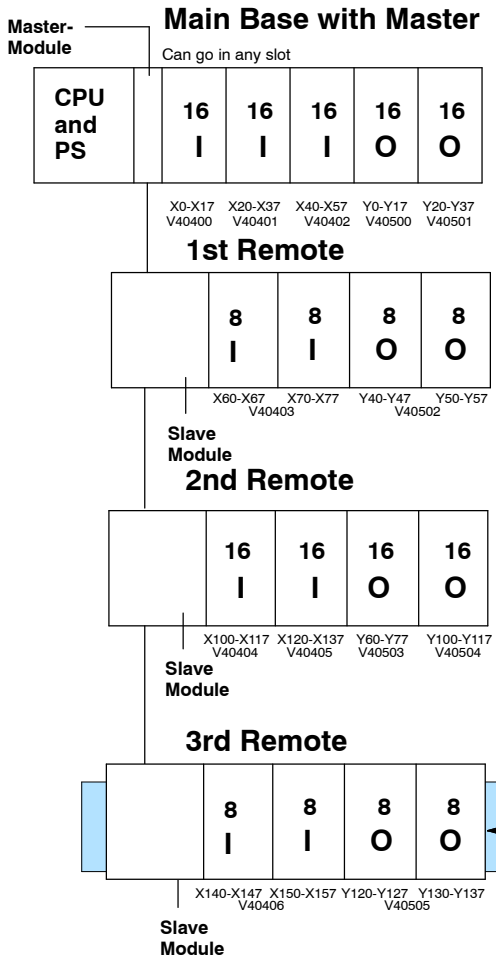 Main Base with Master
Master-
Module
Can go in any slot
CPU
and
PS
16 16 16 16 16
I I I O O
X0-X17 X20-X37 X40-X57 Y0-Y17 Y20-Y37
V40400 V40401 V40402 V40500 V40501
1st Remote
8 8 8 8
I I O O
X60-X67 X70-X77 Y40-Y47 Y50-Y57
V40403 V40502
Slave
Module
2nd Remote
16 16 16 16
I I O O
X100-X117 X120-X137 Y60-Y77 Y100-Y117
V40404 V40405 V40503 V40504
Slave
Module
3rd Remote
8 8 8 8
I I O O
X140-X147 X150-X157 Y120-Y127 Y130-Y137
V40406 V40505
Slave
Module